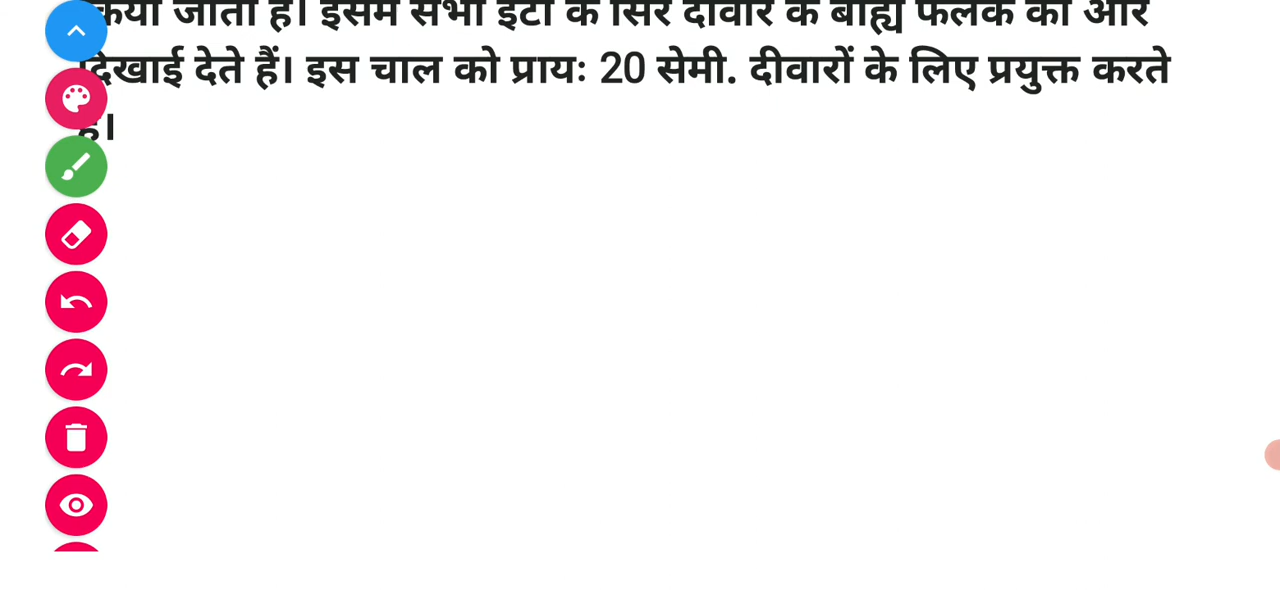 किया जाता है। इसमें सभी ईंटों के सिरे दीवार के बाह्य फलक की ओर
दिखाई देते हैं। इस चाल को प्रायः 20 सेमी. दीवारों के लिए प्रयुक्त करते
हैं।